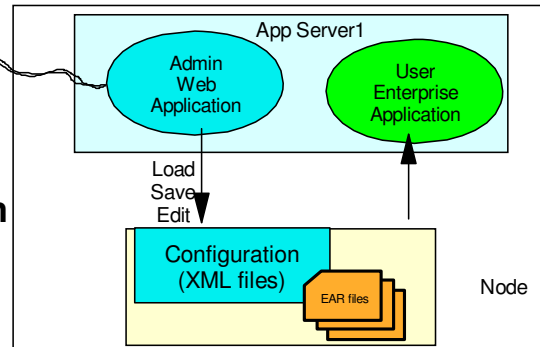 App Server1
Admin
Web
Application
User
Enterprise
Application
Load
Save
Edit
n
Configuration
(XML files)
EAR files
Node